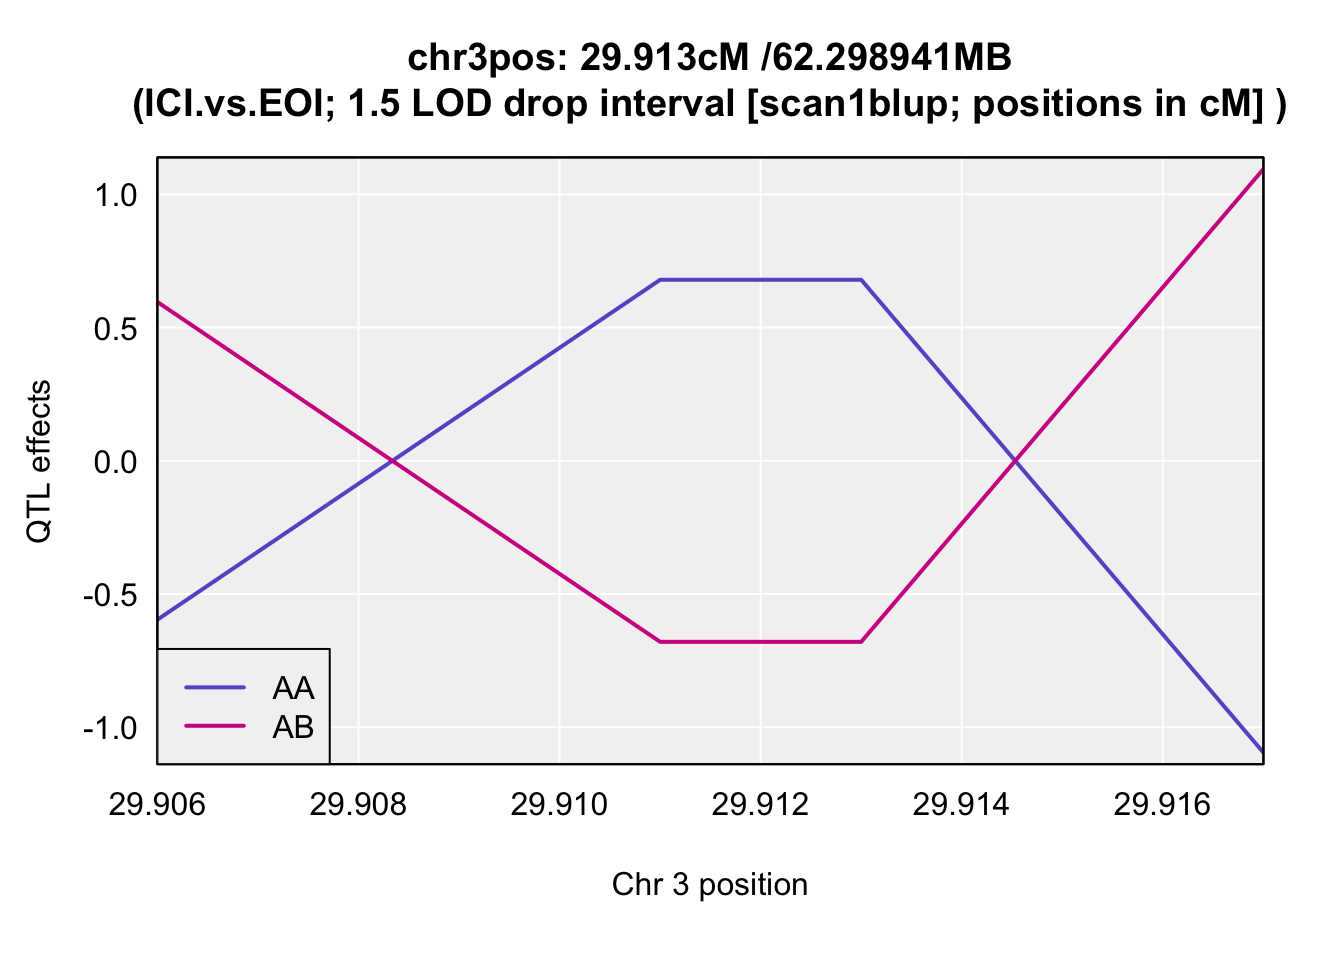 chr3pos: 29.913cM /62.298941MB
(ICI.vs.EOI; 1.5 LOD drop interval [scan1blup; positions in cM] )
QTL effects
1.0
0.5
0.0
-0.5
-1.0
AA
AB
29.906 29.908 29.910 29.912 29.914 29.916
Chr 3 position